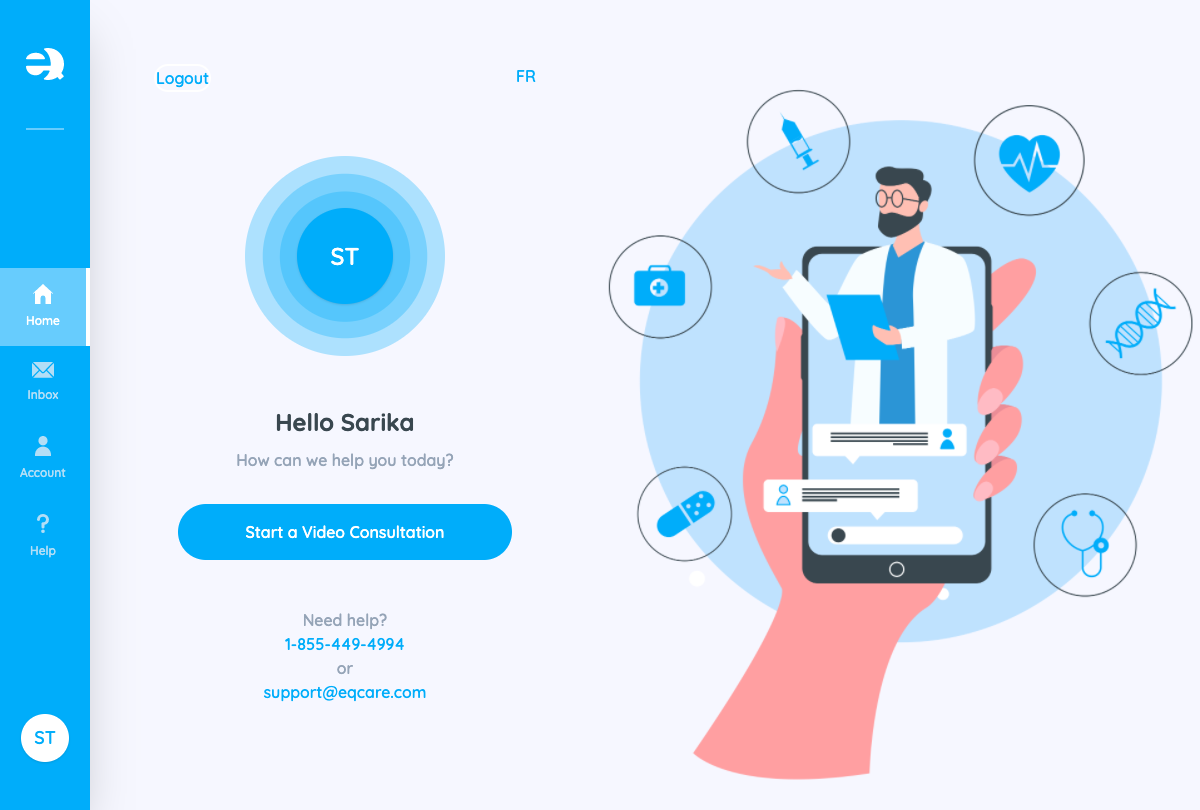 eQ
Home
Inbox
Account
Help
ST
Logout
FR
ST
Hello Sarika
How can we help you today?
Start a Video Consultation
Need help?
1-855-449-4994
or
support@eqcare.com